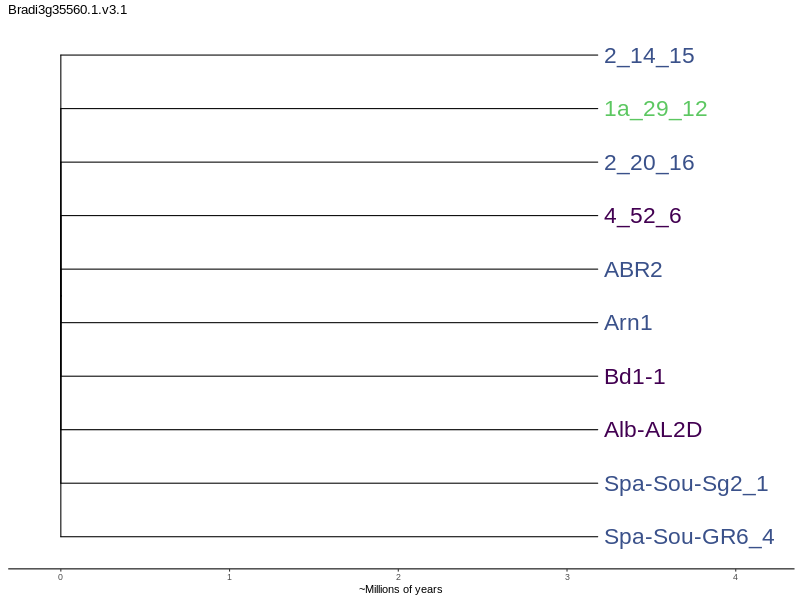 Bradi3g35560.1.v3.1
2_14_15
1a_29_12
2_20_16
4_52_6
ABR2
Arn1
Bd1-1
Alb-AL2D
Spa-Sou-Sg2_1
Spa-Sou-GR6_4
0 1 2 3 4
~Millions of years